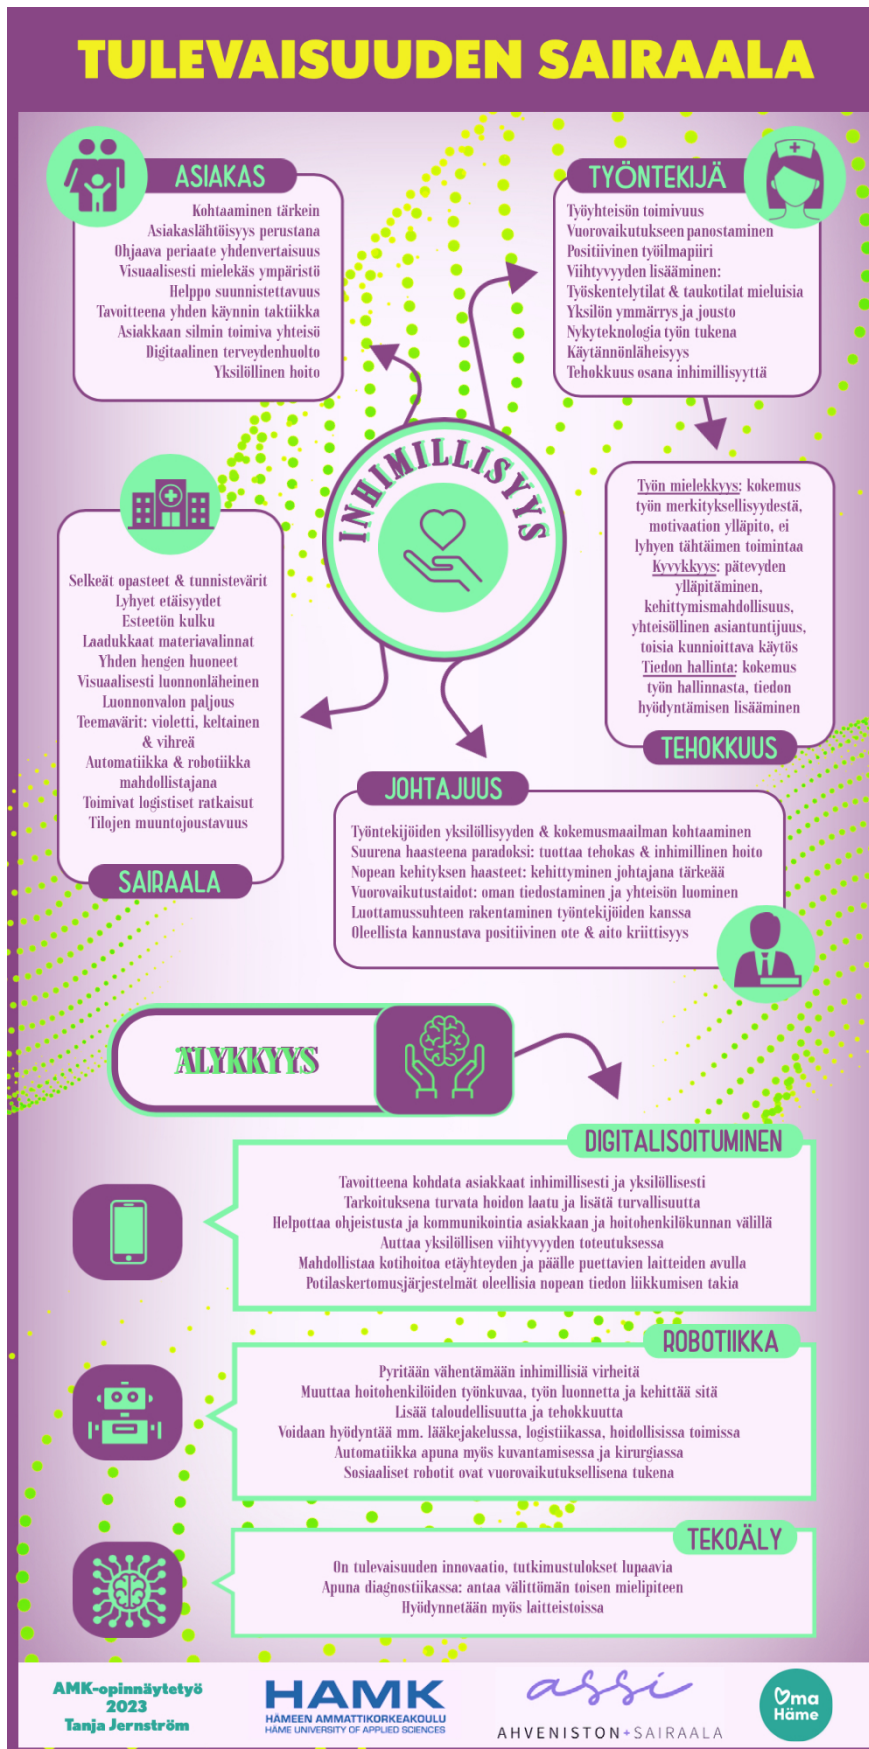 TULEVAISUUDEN SAIRAALA
ASIAKAS
Kohtaaminen tärkein
Asiakaslähtöisyys perustana
Ohjaava periaate yhdenvertaisuus
Visuaalisesti mielekäs ympäristö
Helppo suunnistettavuus
Tavoitteena yhden käynnin taktiikka
Asiakkaan silmin toimiva yhteisö
Digitaalinen terveydenhuolto
Yksilöllinen hoito
TYÖNTEKIJÄ
Työyhteisön toimivuus
Vuorovaikutukseen panostaminen
Positiivinen työilmapiiri
Viihtyvyyden lisääminen:
Työskentelytilat & taukotilat mieluisia
Yksilön ymmärrys ja jousto
Nykyteknologia työn tukena
Käytännönläheisyys
Tehokkuus osana inhimillisyyttä
INHIMILLISYYS
Työn mielekkyys: kokemus
työn merkityksellisyydestä,
motivaation ylläpito, ei
lyhyen tähtäimen toimintaa
Kyvykkyys: pätevyden
ylläpitäminen,
kehittymismahdollisuus,
yhteisöllinen asiantuntijuus,
toisia kunnioittava käytös
Tiedon hallinta: kokemus
työn hallinnasta, tiedon
hyödyntämisen lisääminen
TEHOKKUUS
Selkeät opasteet & tunnistevärit
Lyhyet etäisyydet
Esteetön kulku
Laadukkaat materiavalinnat
Yhden hengen huoneet
Visuaalisesti luonnonläheinen
Luonnonvalon paljous
Teemavärit: violetti, keltainen
& vihreä
Automatiikka & robotiikka
mahdollistajana
Toimivat logistiset ratkaisut
Tilojen muuntojoustavuus
SAIRAALA
JOHTAJUUS
Työntekijöiden yksilöllisyyden & kokemusmaailman kohtaaminen
Suurena haasteena paradoksi: tuottaa tehokas & inhimillinen hoito
Nopean kehityksen haasteet: kehittyminen johtajana tärkeää
Vuorovaikutustaidot: oman tiedostaminen ja yhteisön luominen
Luottamussuhteen rakentaminen työntekijöiden kanssa
Oleellista kannustava positiivinen ote & aito kriittisyys
ÄLYKKYYS
DIGITALISOITUMINEN
Tavoitteena kohdata asiakkaat inhimillisesti ja yksilöllisesti
Tarkoituksena turvata hoidon laatu ja lisätä turvallisuutta
Helpottaa ohjeistusta ja kommunikointia asiakkaan ja hoitohenkilökunnan välillä
Auttaa yksilöllisen viihtyvyyden toteutuksessa
Mahdollistaa kotihoitoa etäyhteyden ja päälle puettavien laitteiden avulla
Potilaskertomusjärjestelmät oleellisia nopean tiedon liikkumisen takia
ROBOTIIKKA
Pyritään vähentämään inhimillisiä virheitä
Muuttaa hoitohenkilöiden työnkuvaa, työn luonnetta ja kehittää sitä
Lisää taloudellisuutta ja tehokkuutta
Voidaan hyödyntää mm. lääkejakelussa, logistiikassa, hoidollisissa toimissa
Automatiikka apuna myös kuvantamisessa ja kirurgiassa
Sosiaaliset robotit ovat vuorovaikutuksellisena tukena
TEKOÄLY
On tulevaisuuden innovaatio, tutkimustulokset lupaavia
Apuna diagnostiikassa: antaa välittömän toisen mielipiteen
Hyödynnetään myös laitteistoissa
AMK-opinnäytetyö
2023
Tanja Jernström
HAMK
HÄMEEN AMMATTIKORKEAKOULU
HÄME UNIVERSITY OF APPLIED SCIENCES
assi
AHVENISTON+SAIRAALA
Oma
Häme